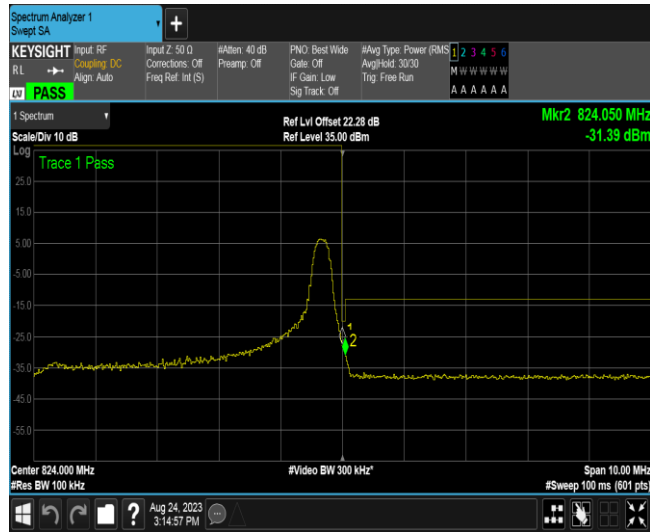 Spectrum Analyzer 1
Swept SA
+
KEYSIGHT
RL
LXI PASS
Input: RF
Coupling: DC
Align: Auto
Input Z: 50 Ω
Corrections: Off
Freq Ref: Int (S)
#Atten: 40 dB
Preamp: Off
PNO: Best Wide
Gate: Off
IF Gain: Low
Sig Track: Off
#Avg Type: Power (RMS
Avg|Hold: 30/30
Trig: Free Run
1 2 3 4 5 6
M W W W W W
A A A A A A
1 Spectrum
Scale/Div 10 dB
Ref Lvl Offset 22.28 dB
Ref Level 35.00 dBm
Mkr2 824.050 MHz
-31.39 dBm
Log
Trace 1 Pass
25.0
15.0
5.00
-5.00
-15.0
-25.0
-35.0
-45.0
-55.0
1
2
Center 824.000 MHz
#Res BW 100 kHz
#Video BW 300 kHz*
Span 10.00 MHz
#Sweep 100 ms (601 pts)
?
Aug 24, 2023
3:14:57 PM